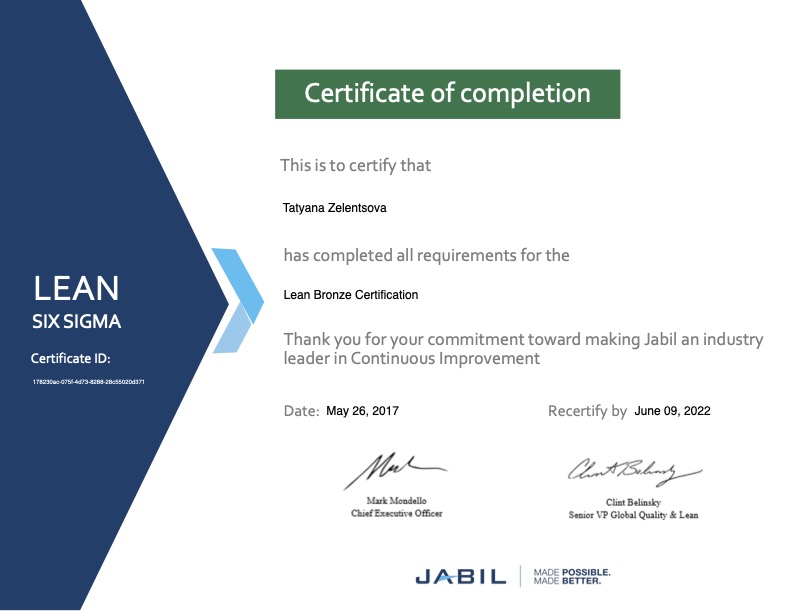 Certificate of completion
This is to certify that
Tatyana Zelentsova
has completed all requirements for the
Lean Bronze Certification
Thank you for your commitment toward making Jabil an industry
leader in Continuous Improvement
Date: May 26, 2017
Recertify by June 09, 2022
Mark Mondello
Chief Executive Officer
Clint Belinsky
Senior VP Global Quality & Lean
JABIL
MADE POSSIBLE.
MADE BETTER.
LEAN
SIX SIGMA
Certificate ID:
178230ac-075f-4d73-8288-28c55020d371